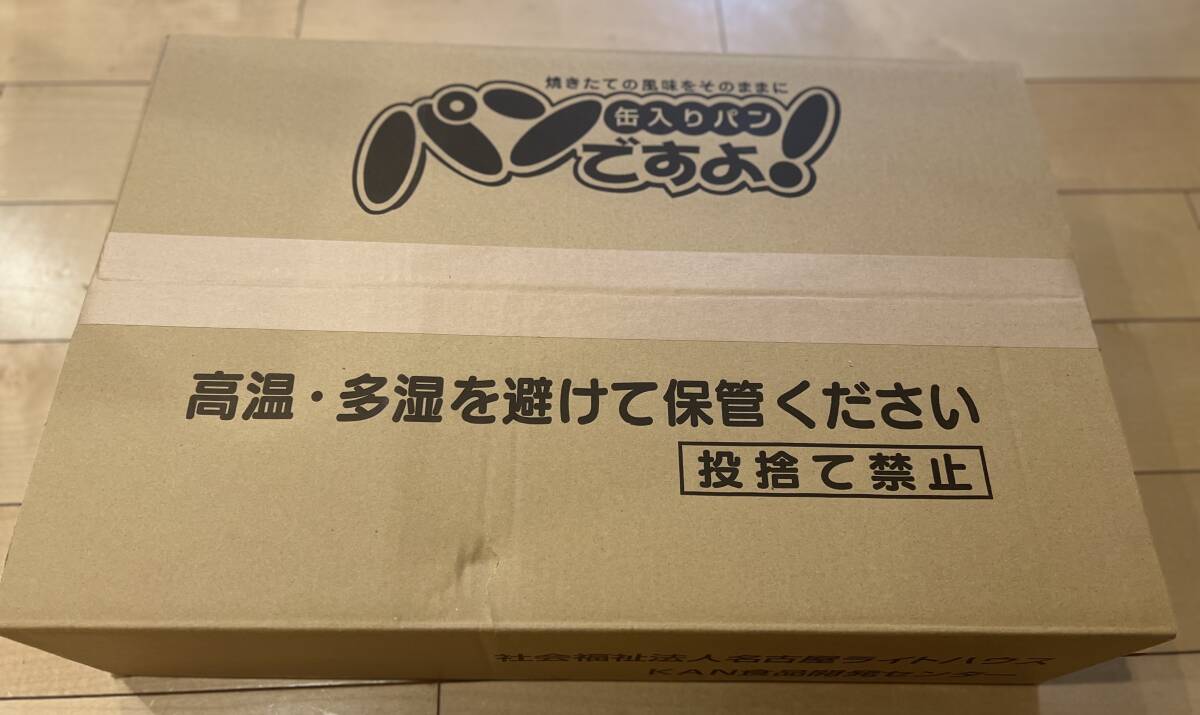 焼きたての風味をそのままに
缶入りパン
パンですよ!
高温・多湿を避けて保管ください
投捨て禁止
社会福祉法人名古屋ライトハウス
KAN食品開発センター